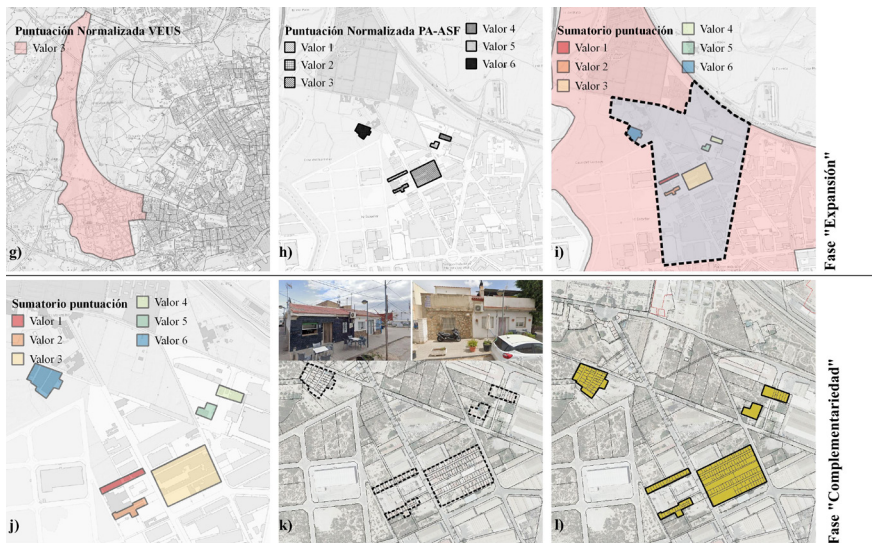 Puntuación Normalizada VEUS
Valor 3
g)
Puntuación Normalizada PA-ASF
Valor 1
Valor 2
Valor 3
Valor 4
Valor 5
Valor 6
h)
Sumatorio puntuación
Valor 1
Valor 2
Valor 3
Valor 4
Valor 5
Valor 6
i)
Fase "Expansión"
Sumatorio puntuación
Valor 1
Valor 2
Valor 3
Valor 4
Valor 5
Valor 6
j)
k)
l)
Fase "Complementariedad"